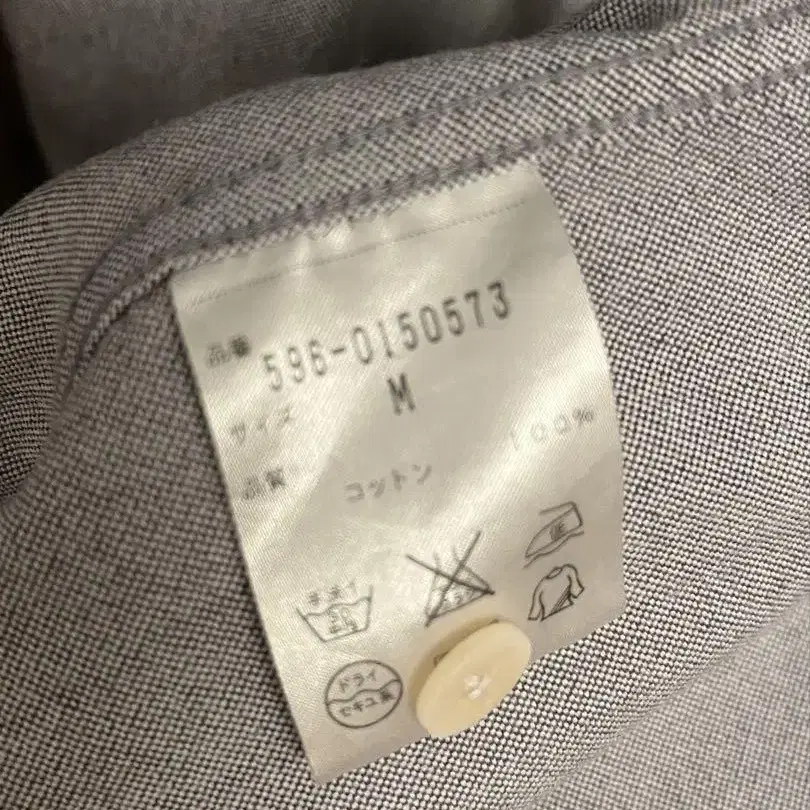 品番 596-0150573
サイズ M
品質 コットン 100%
手洗イ
ドライ
セキユ系